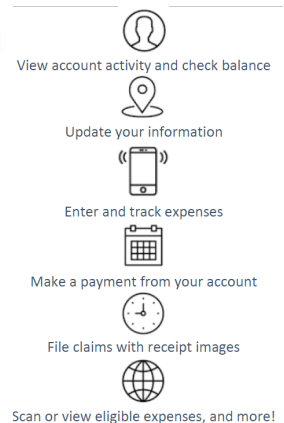 View account activity and check balance
Update your information
Enter and track expenses
Make a payment from your account
File claims with receipt images
Scan or view eligible expenses, and more!